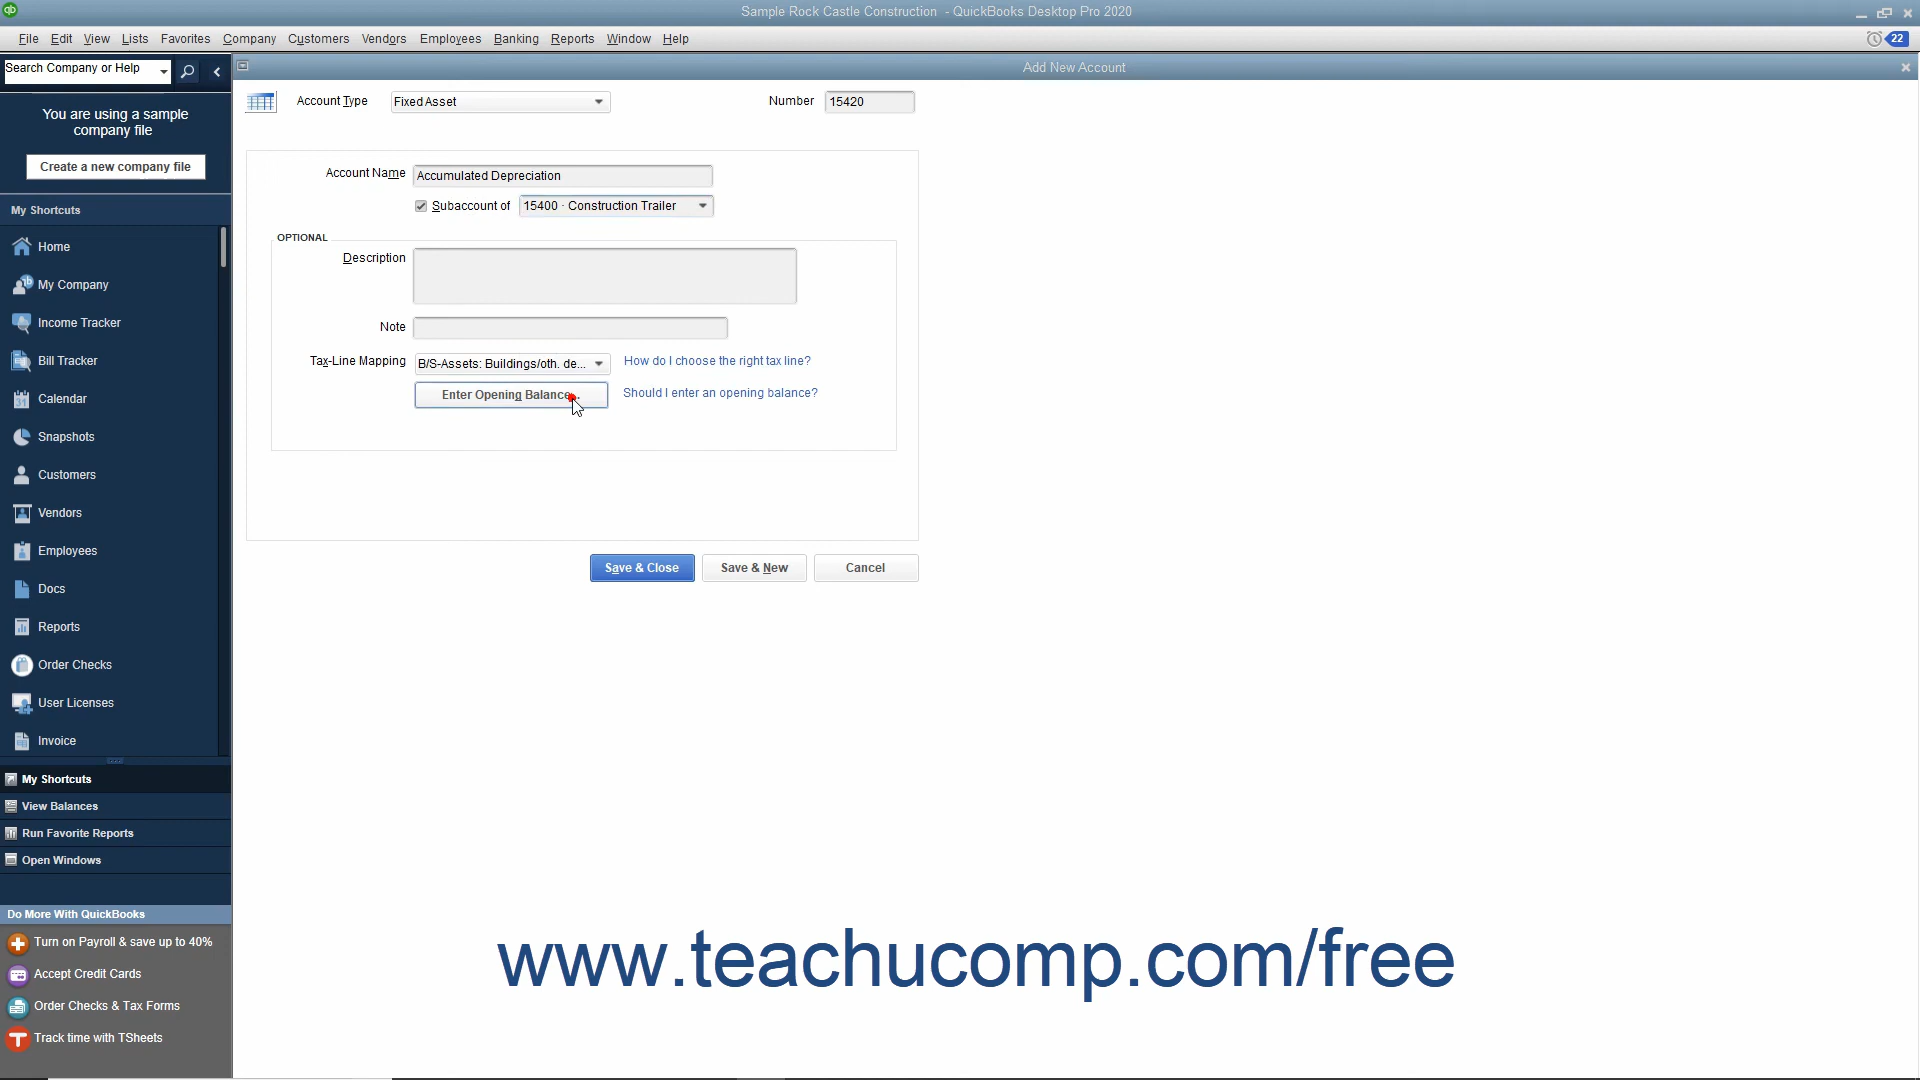 Sample Rock Castle Construction - QuickBooks Desktop Pro 2020
File Edit View Lists Favorites Company Customers Vendors Employees Banking Reports Window Help
22
Search Company or Help
Add New Account
You are using a sample
company file
Create a new company file
My Shortcuts
Home
My Company
Income Tracker
Bill Tracker
Calendar
Snapshots
Customers
Vendors
Employees
Docs
Reports
Order Checks
User Licenses
Invoice
My Shortcuts
View Balances
Run Favorite Reports
Open Windows
Do More With QuickBooks
Turn on Payroll & save up to 40%
Accept Credit Cards
Order Checks & Tax Forms
Track time with TSheets
Account Type Fixed Asset Number 15420
Account Name Accumulated Depreciation
Subaccount of 15400 · Construction Trailer
OPTIONAL
Description
Note
Tax-Line Mapping B/S-Assets: Buildings/oth. de... How do I choose the right tax line?
Enter Opening Balance... Should I enter an opening balance?
Save & Close Save & New Cancel
www.teachucomp.com/free